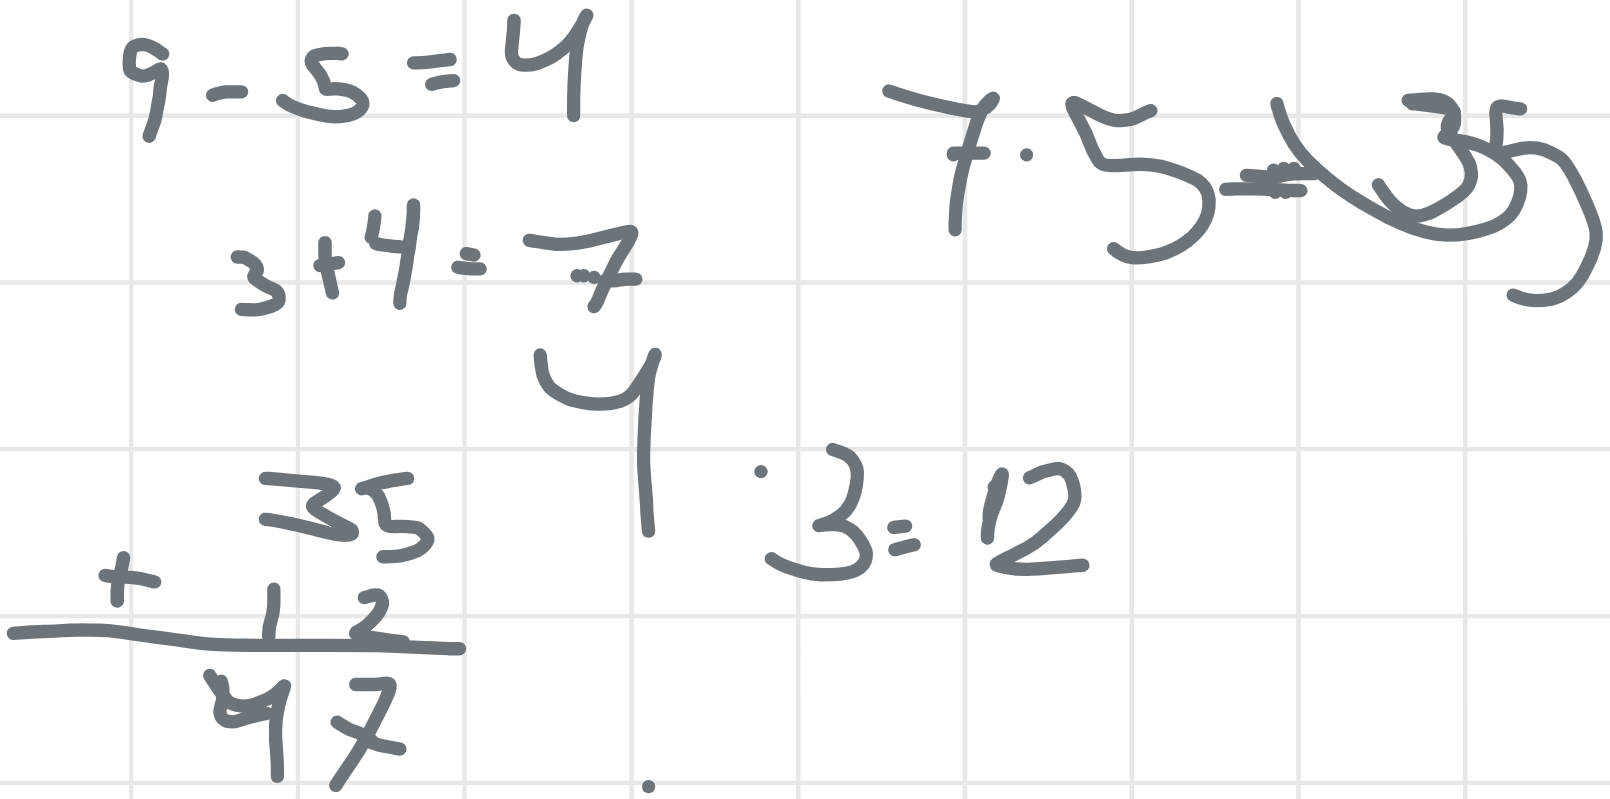 9 - 5 = 4
7 · 5 = 35
3 + 4 = 7
4 · 3 = 12
35
+ 12
47